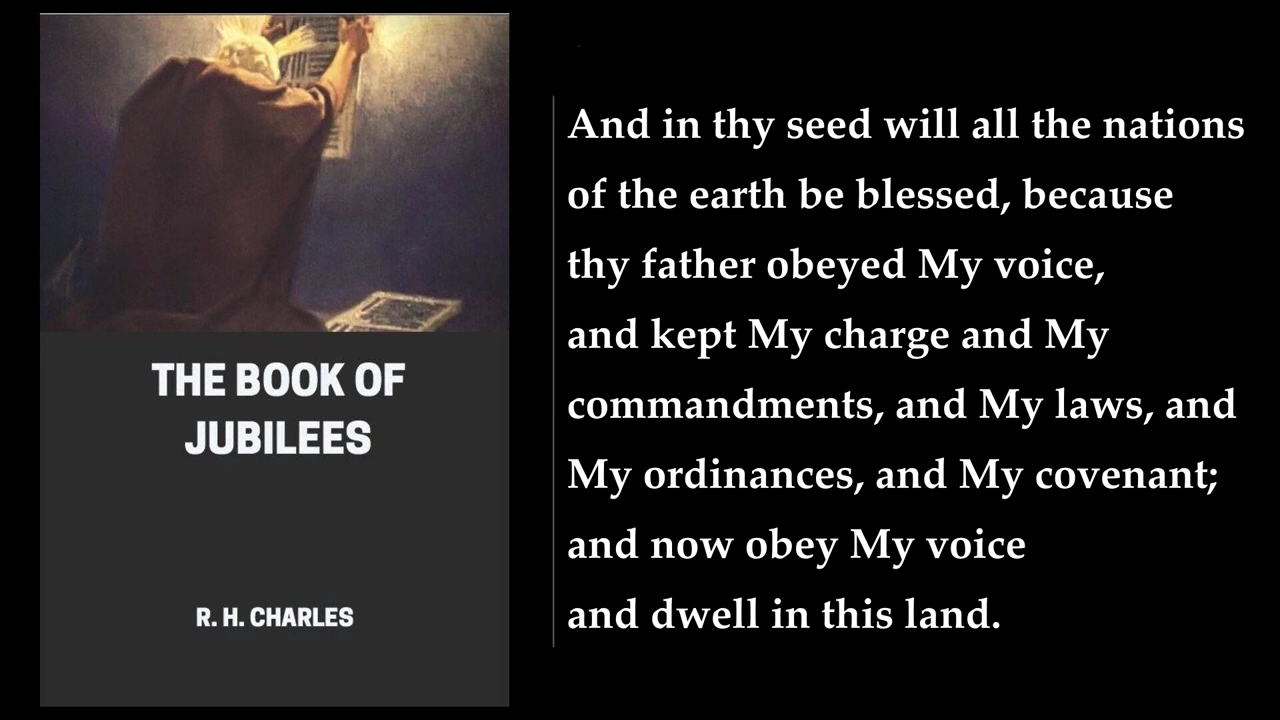 THE BOOK OF
JUBILEES
R. H. CHARLES
And in thy seed will all the nations
of the earth be blessed, because
thy father obeyed My voice,
and kept My charge and My
commandments, and My laws, and
My ordinances, and My covenant;
and now obey My voice
and dwell in this land.